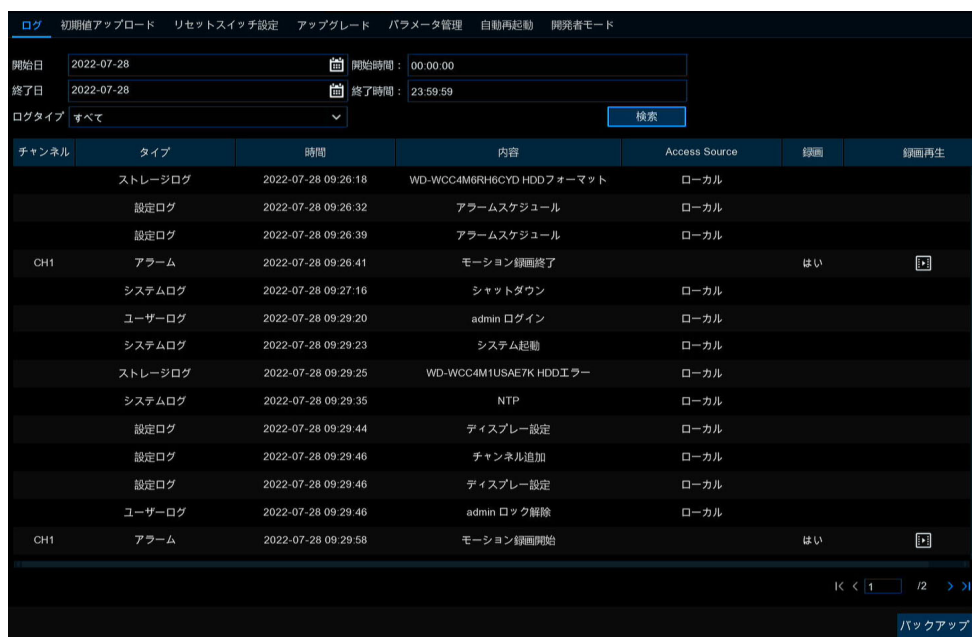 ログ 初期値アップロード リセットスイッチ設定 アップグレード パラメータ管理 自動再起動 開発者モード
開始日 2022-07-28 開始時間： 00:00:00
終了日 2022-07-28 終了時間： 23:59:59
ログタイプ すべて 検索
チャンネル タイプ 時間 内容 Access Source 録画 録画再生
ストレージログ 2022-07-28 09:26:18 WD-WCC4M6RH6CYD HDDフォーマット ローカル
設定ログ 2022-07-28 09:26:32 アラームスケジュール ローカル
設定ログ 2022-07-28 09:26:39 アラームスケジュール ローカル
CH1 アラーム 2022-07-28 09:26:41 モーション録画終了 はい
システムログ 2022-07-28 09:27:16 シャットダウン ローカル
ユーザーログ 2022-07-28 09:29:20 admin ログイン ローカル
システムログ 2022-07-28 09:29:23 システム起動 ローカル
ストレージログ 2022-07-28 09:29:25 WD-WCC4M1USAE7K HDDエラー ローカル
システムログ 2022-07-28 09:29:35 NTP ローカル
設定ログ 2022-07-28 09:29:44 ディスプレー設定 ローカル
設定ログ 2022-07-28 09:29:46 チャンネル追加 ローカル
設定ログ 2022-07-28 09:29:46 ディスプレー設定 ローカル
ユーザーログ 2022-07-28 09:29:46 admin ロック解除 ローカル
CH1 アラーム 2022-07-28 09:29:58 モーション録画開始 はい
1 /2
バックアップ